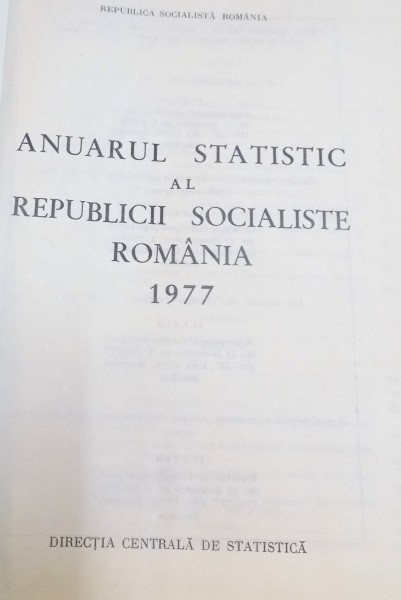 REPUBLICA SOCIALISTĂ ROMÂNIA
ANUARUL STATISTIC
AL
REPUBLICII SOCIALISTE
ROMÂNIA
1977
DIRECȚIA CENTRALĂ DE STATISTICĂ